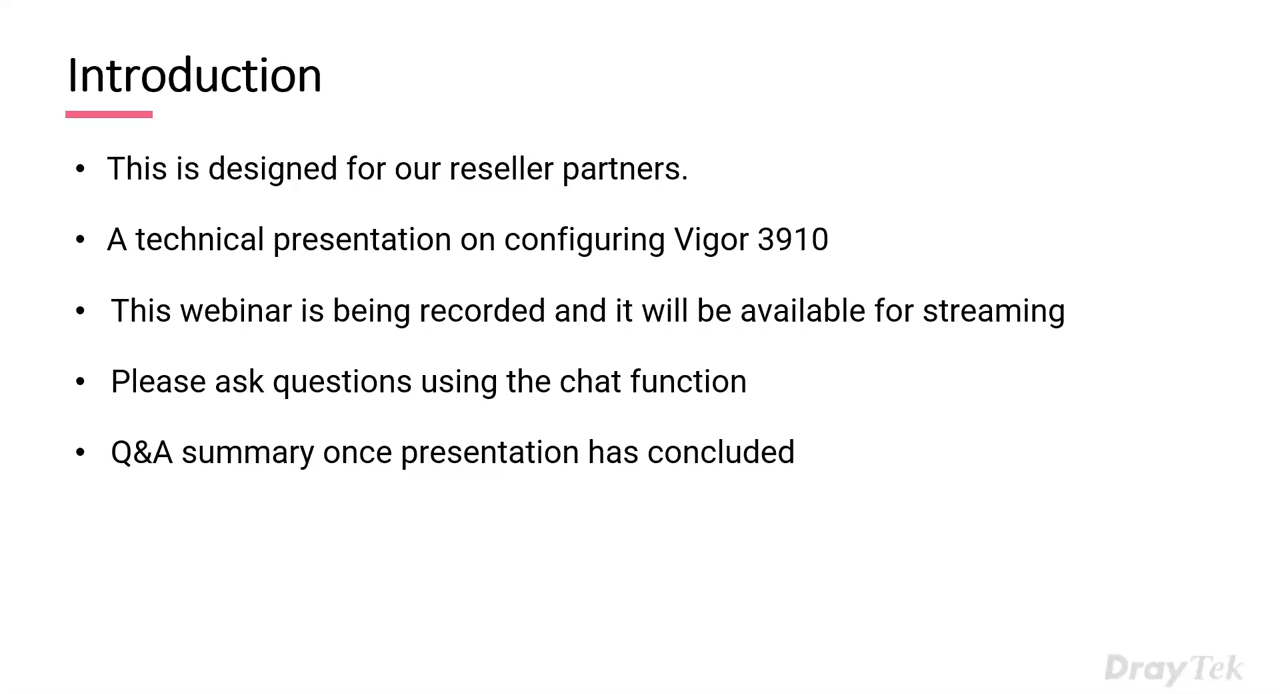 Introduction
• This is designed for our reseller partners.
• A technical presentation on configuring Vigor 3910
• This webinar is being recorded and it will be available for streaming
• Please ask questions using the chat function
• Q&A summary once presentation has concluded
DrayTek